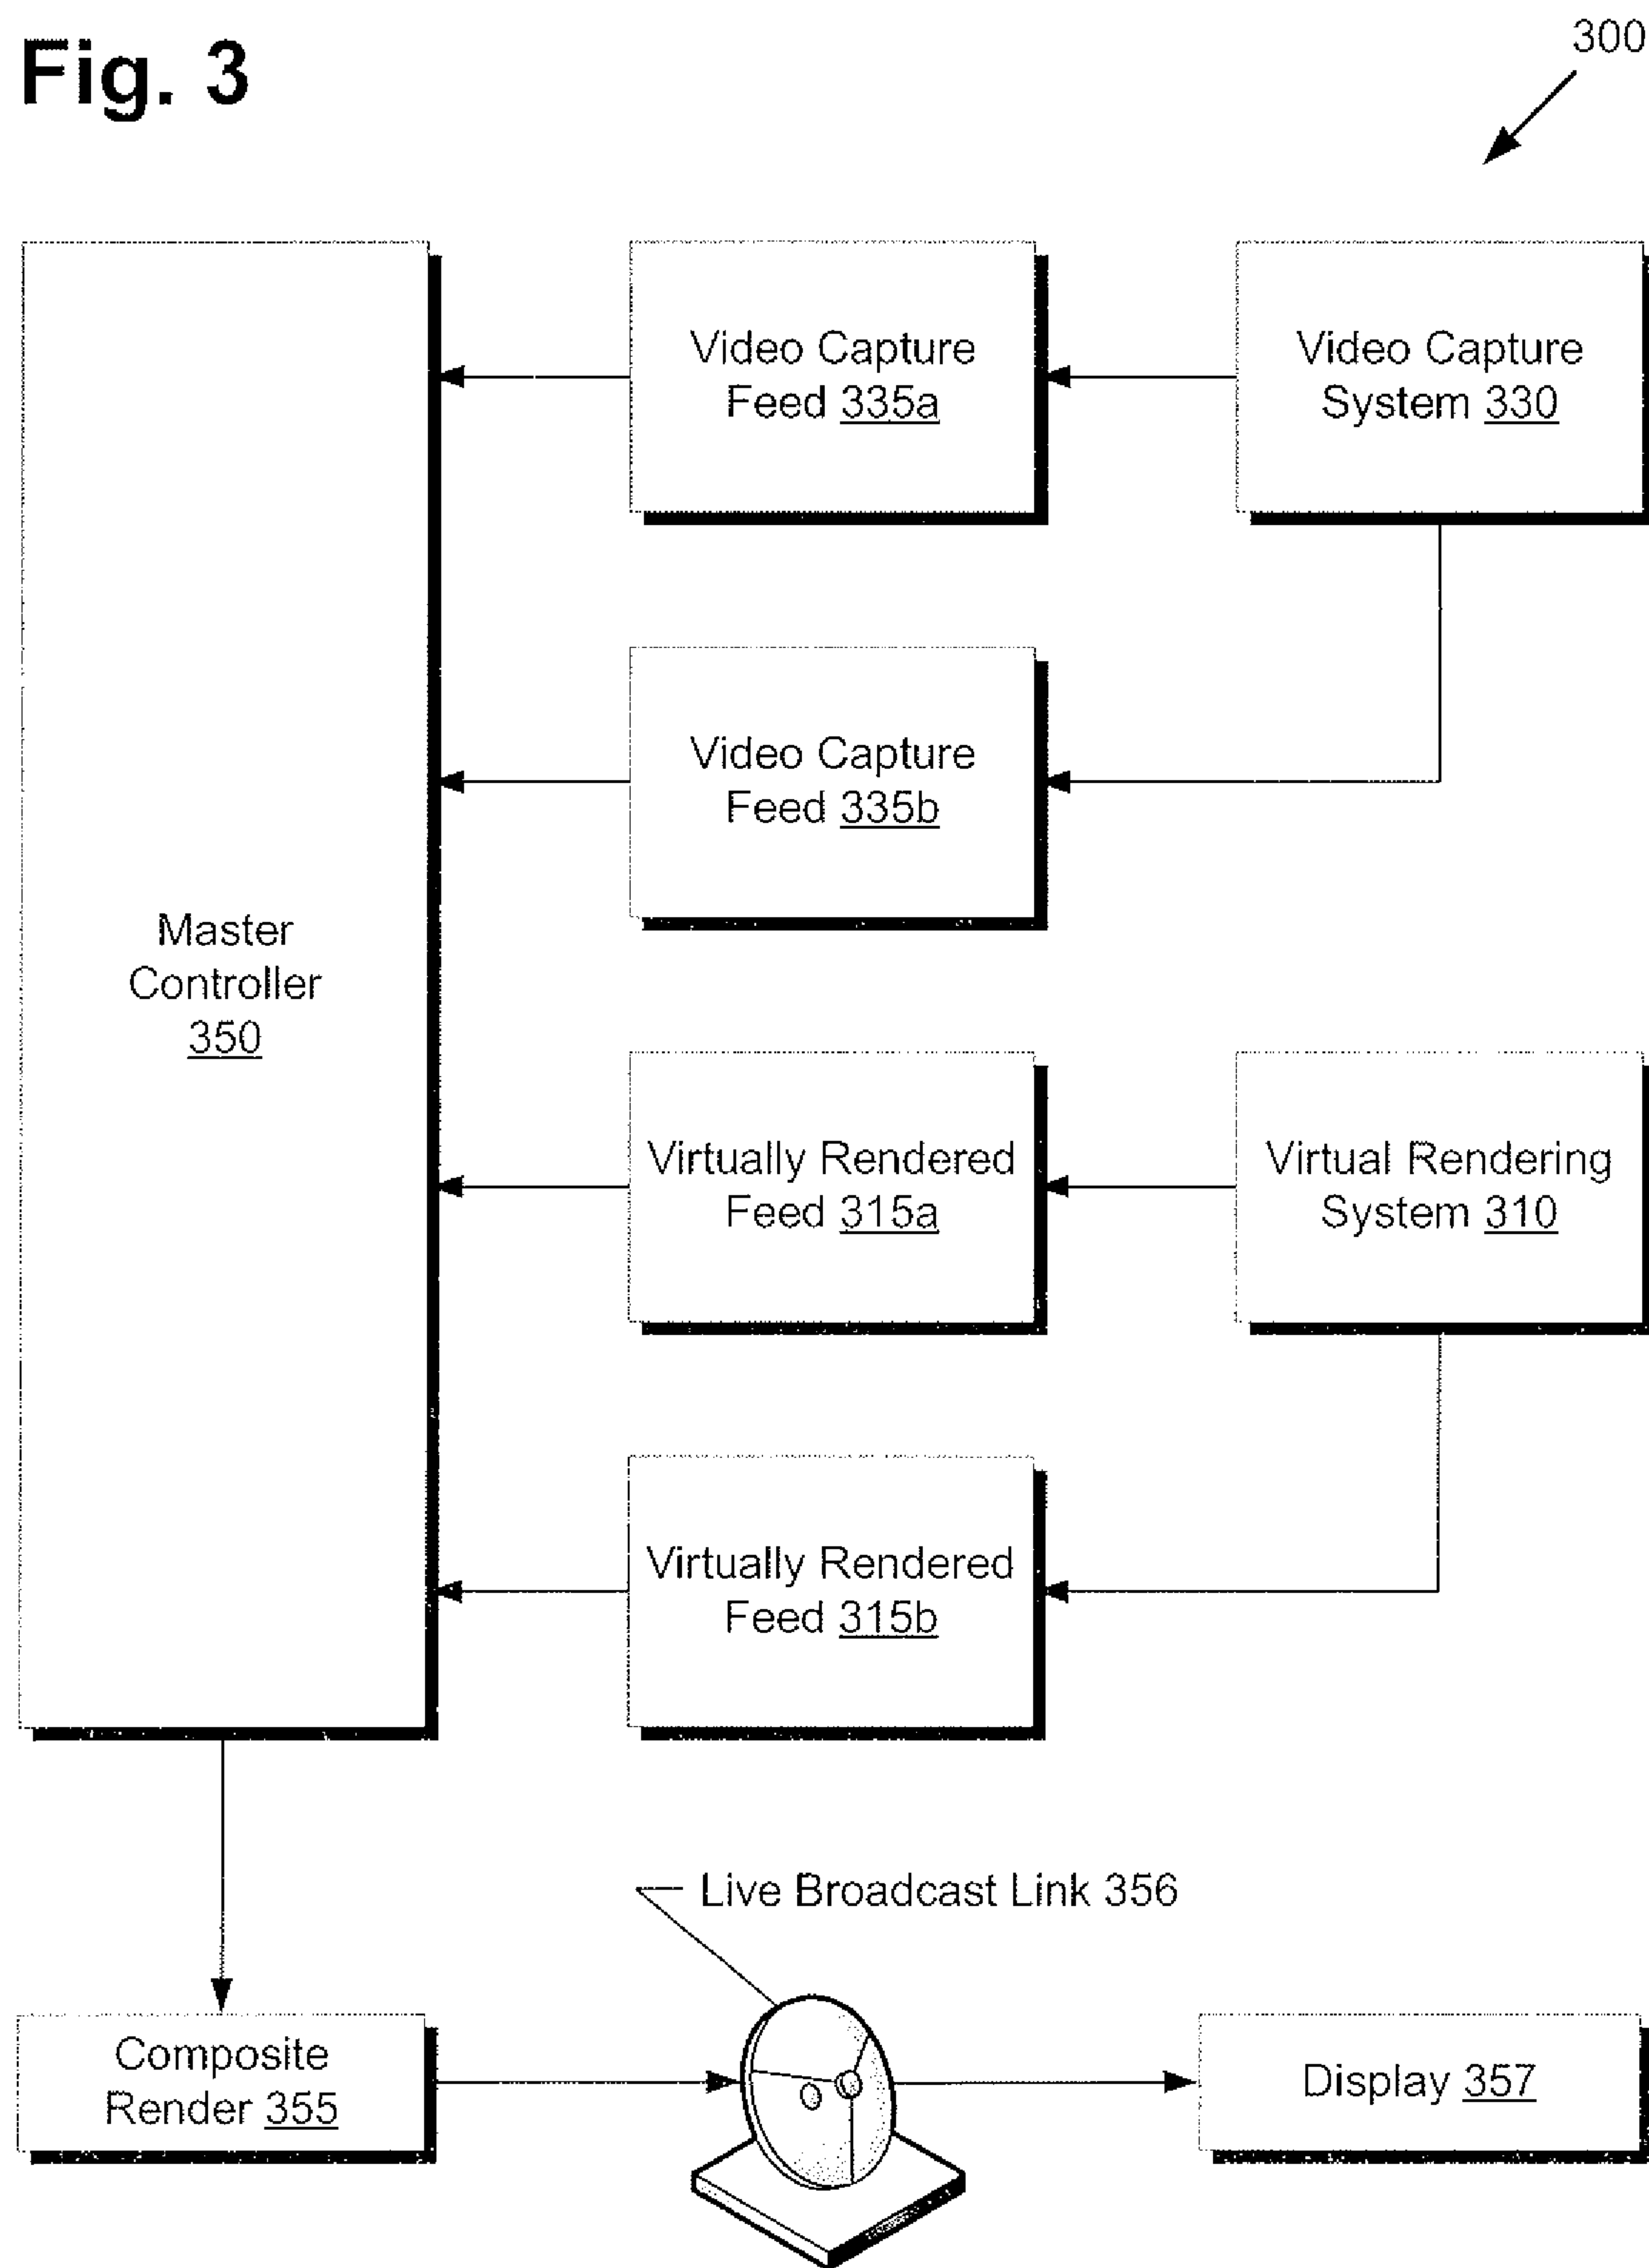 Fig. 3
300
Video Capture
Feed 335a
Video Capture
System 330
Video Capture
Feed 335b
Master
Controller
350
Virtually Rendered
Feed 315a
Virtual Rendering
System 310
Virtually Rendered
Feed 315b
Live Broadcast Link 356
Composite
Render 355
Display 357